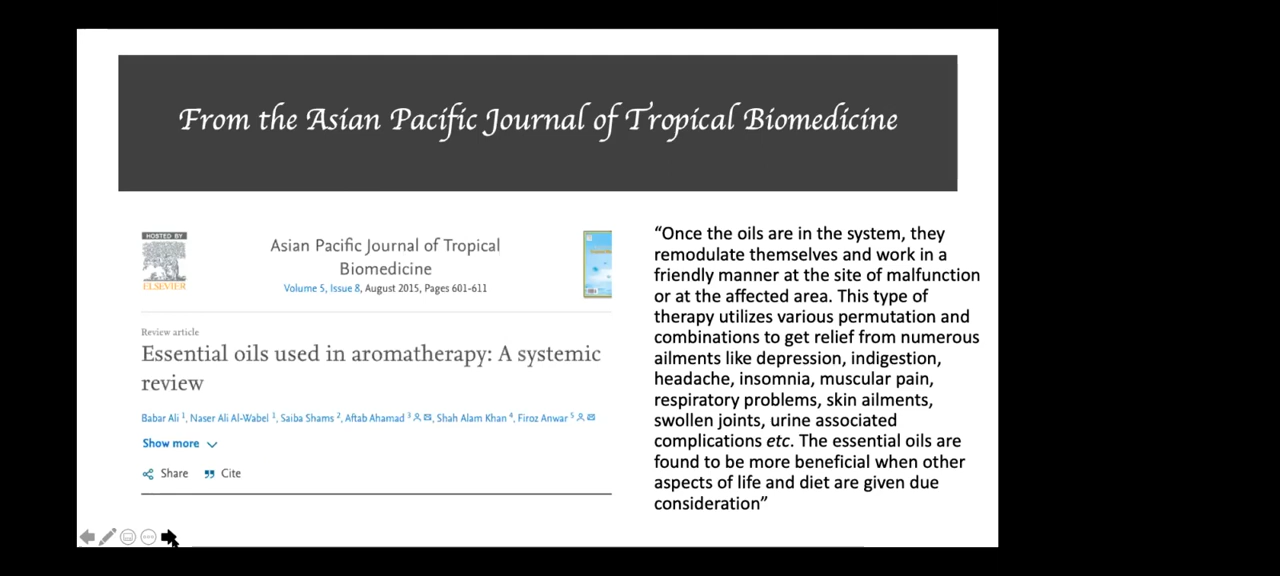 From the Asian Pacific Journal of Tropical Biomedicine
HOSTED BY
ELSEVIER
Asian Pacific Journal of Tropical
Biomedicine
Volume 5, Issue 8, August 2015, Pages 601-611
Review article
Essential oils used in aromatherapy: A systemic
review
Babar Ali 1, Naser Ali Al-Wabel 1, Saiba Shams 2, Aftab Ahamad 3, Shah Alam Khan 4, Firoz Anwar 5
Show more
Share Cite
“Once the oils are in the system, they
remodulate themselves and work in a
friendly manner at the site of malfunction
or at the affected area. This type of
therapy utilizes various permutation and
combinations to get relief from numerous
ailments like depression, indigestion,
headache, insomnia, muscular pain,
respiratory problems, skin ailments,
swollen joints, urine associated
complications etc. The essential oils are
found to be more beneficial when other
aspects of life and diet are given due
consideration”